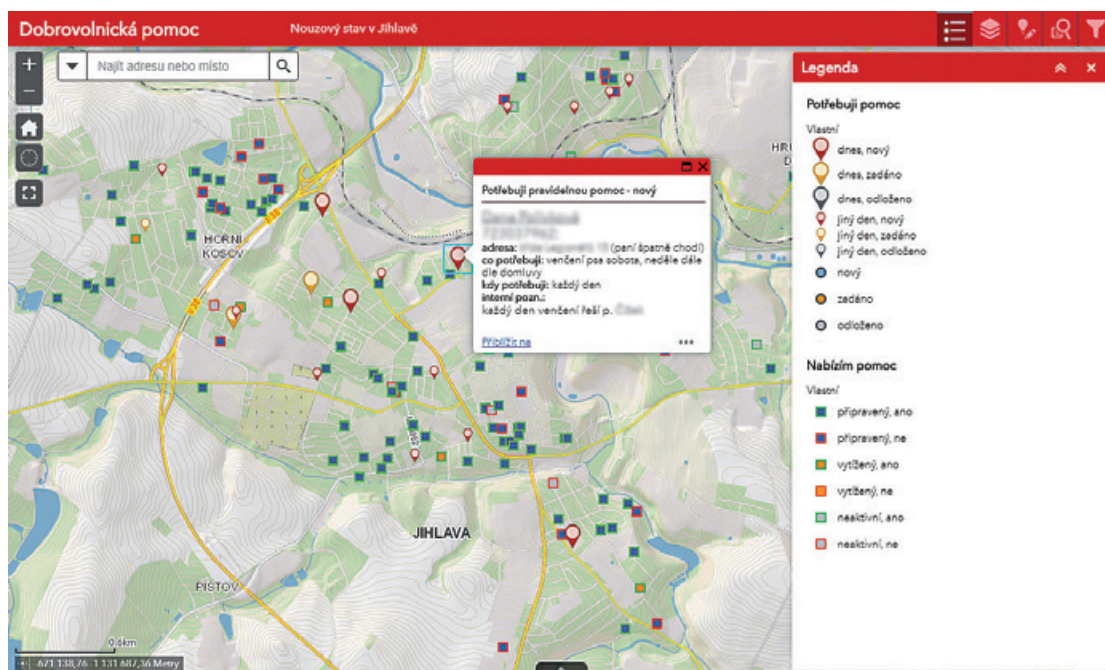 Dobrovolnická pomoc
Nouzový stav v Jihlavě
Najít adresu nebo místo
Legenda
Potřebuji pomoc
Vlastní
dnes, nový
dnes, zadáno
dnes, odloženo
jiný den, nový
jiný den, zadáno
jiný den, odloženo
nový
zadáno
odloženo
Nabízím pomoc
Vlastní
připravený, ano
připravený, ne
vytížený, ano
vytížený, ne
neaktivní, ano
neaktivní, ne
Potřebuji pravidelnou pomoc - nový
adresa: (paní špatně chodí)
co potřebuji: venčení psa sobota, neděle dále
dle domluvy
kdy potřebuji: každý den
interní pozn.:
každý den venčení řeší p.
Přiblížit na
HORNÍ
KOSOV
I/38
I/38
JIHLAVA
PISTOV
0,6km
-671 138,76 -1 131 687,36 Metry